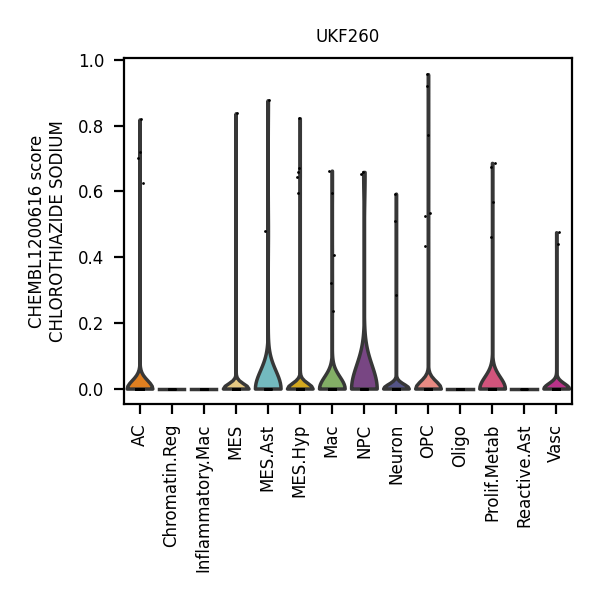 UKF260
CHEMBL1200616 score
CHLOROTHIAZIDE SODIUM
1.0
0.8
0.6
0.4
0.2
0.0
AC
Chromatin.Reg
Inflammatory.Mac
MES
MES.Ast
MES.Hyp
Mac
NPC
Neuron
OPC
Oligo
Prolif.Metab
Reactive.Ast
Vasc